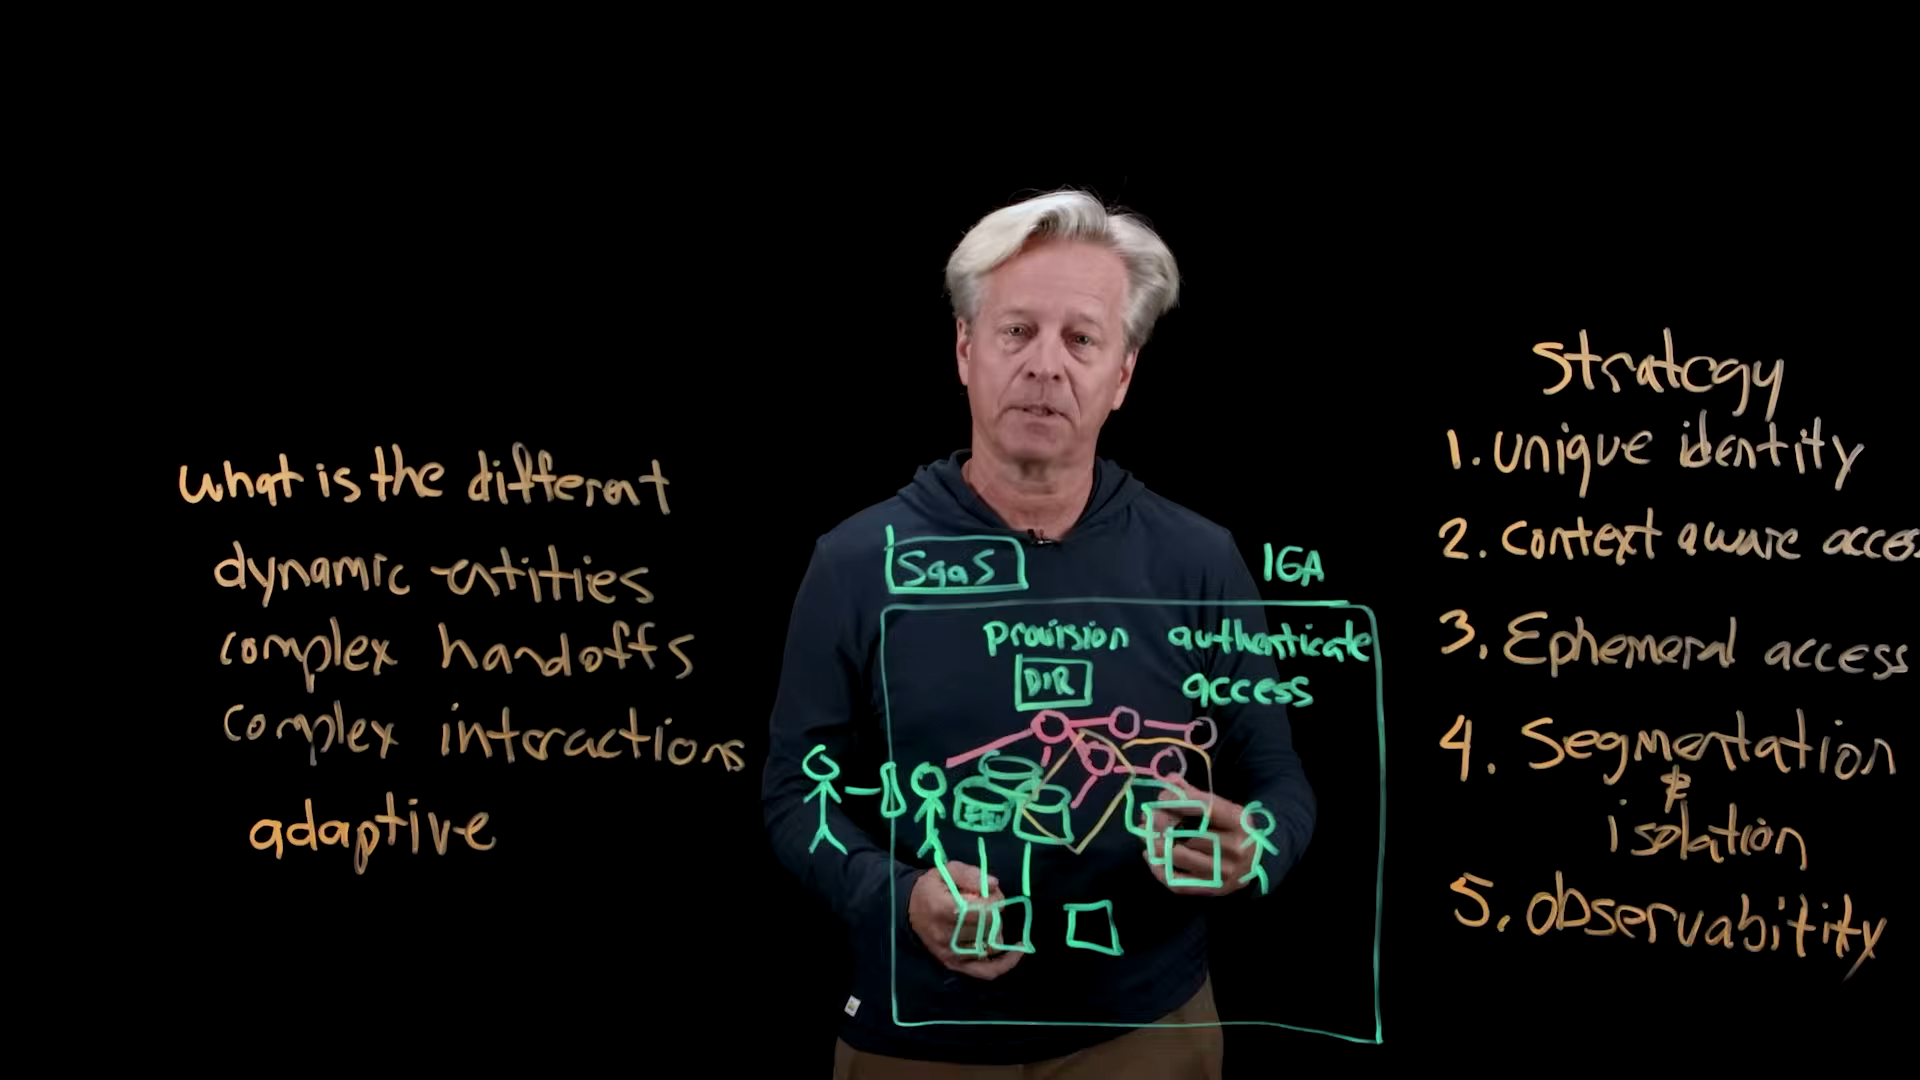 what is the different
dynamic entities
complex handoffs
complex interactions
adaptive
SaaS
IGA
provision authenticate
DIR access
strategy
1. unique identity
2. context aware acces
3. Ephemeral access
4. Segmentation
&
isolation
5. observabitity